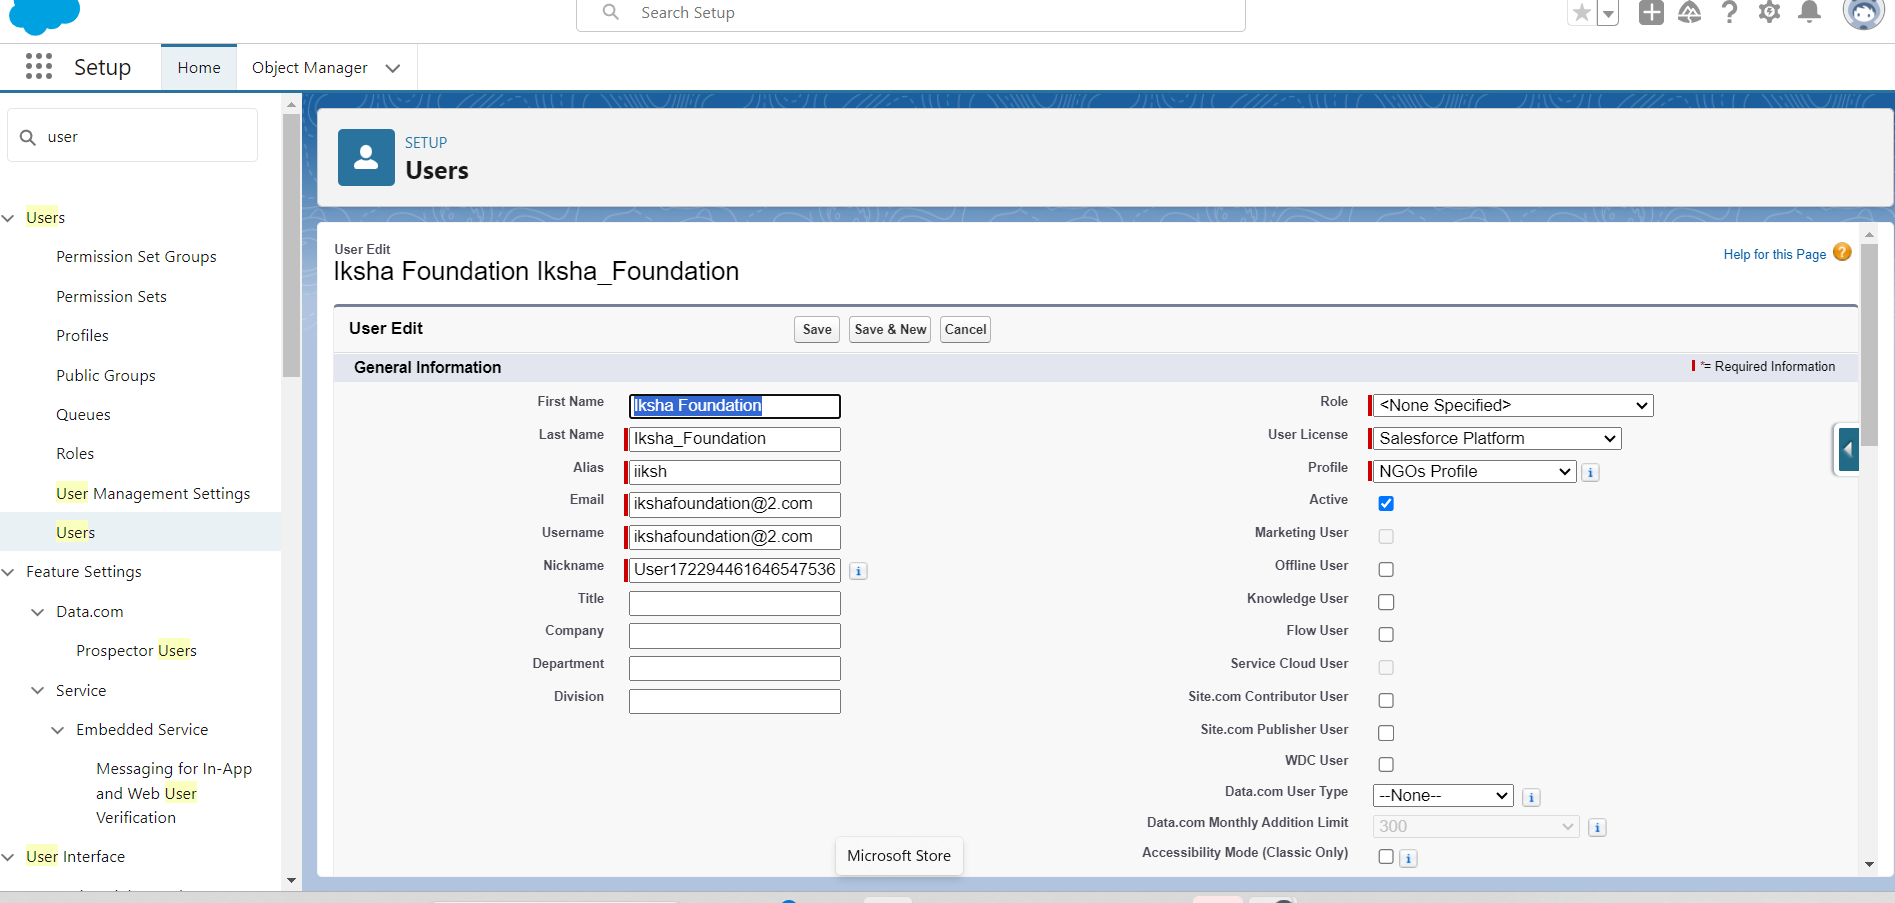 Search Setup
Setup
Home
Object Manager
user
Users
Permission Set Groups
Permission Sets
Profiles
Public Groups
Queues
Roles
User Management Settings
Users
Feature Settings
Data.com
Prospector Users
Service
Embedded Service
Messaging for In-App
and Web User
Verification
User Interface
SETUP
Users
User Edit
Iksha Foundation Iksha_Foundation
Help for this Page
User Edit
Save
Save & New
Cancel
General Information
*= Required Information
First Name Iksha Foundation
Last Name Iksha_Foundation
Alias iiksh
Email ikshafoundation@2.com
Username ikshafoundation@2.com
Nickname User172294461646547536
Title
Company
Department
Division
Role <None Specified>
User License Salesforce Platform
Profile NGOs Profile
Active
Marketing User
Offline User
Knowledge User
Flow User
Service Cloud User
Site.com Contributor User
Site.com Publisher User
WDC User
Data.com User Type --None--
Data.com Monthly Addition Limit 300
Accessibility Mode (Classic Only)
Microsoft Store